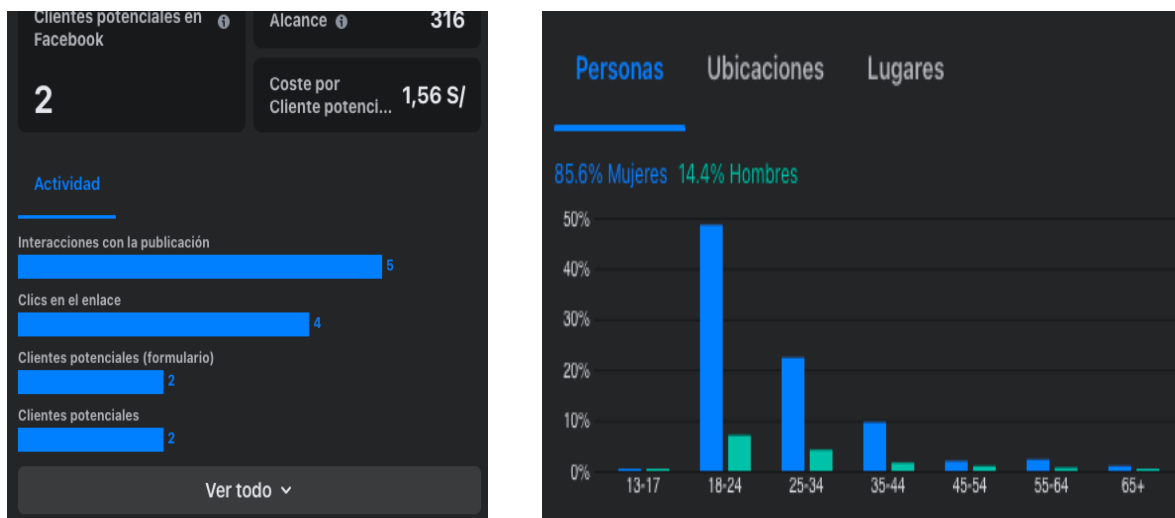 Clientes potenciales en
Facebook
2
Alcance 316
Coste por
Cliente potenci... 1,56 S/
Actividad
Interacciones con la publicación
5
Clics en el enlace
4
Clientes potenciales (formulario)
2
Clientes potenciales
2
Ver todo
Personas Ubicaciones Lugares
85.6% Mujeres 14.4% Hombres
50%
40%
30%
20%
10%
0%
13-17 18-24 25-34 35-44 45-54 55-64 65+